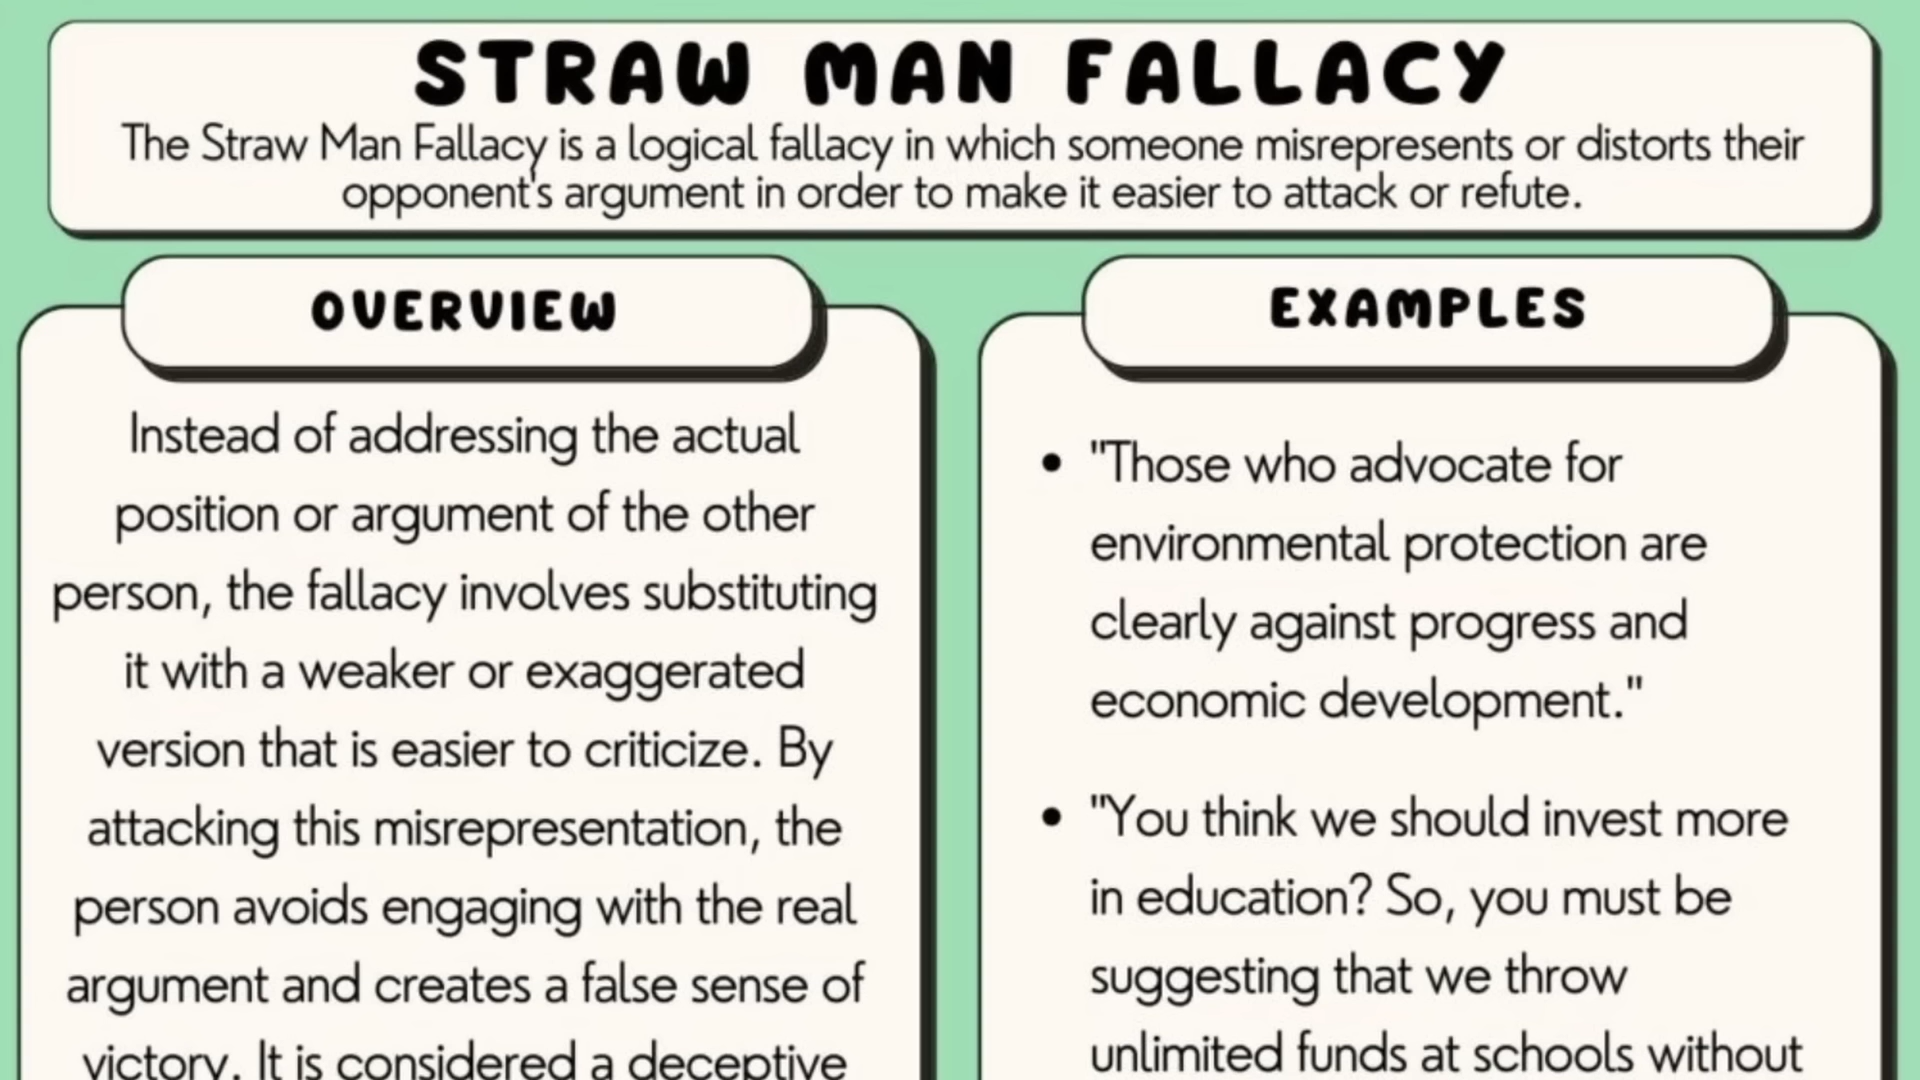 STRAW MAN FALLACY
The Straw Man Fallacy is a logical fallacy in which someone misrepresents or distorts their
opponent's argument in order to make it easier to attack or refute.
OVERVIEW
Instead of addressing the actual
position or argument of the other
person, the fallacy involves substituting
it with a weaker or exaggerated
version that is easier to criticize. By
attacking this misrepresentation, the
person avoids engaging with the real
argument and creates a false sense of
victory. It is considered a deceptive
EXAMPLES
• "Those who advocate for
environmental protection are
clearly against progress and
economic development."
• "You think we should invest more
in education? So, you must be
suggesting that we throw
unlimited funds at schools without